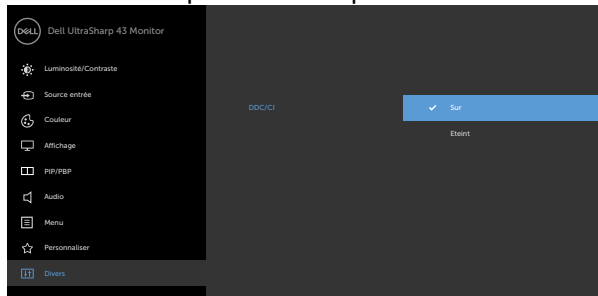 DELL Dell UltraSharp 43 Monitor
Luminosité/Contraste
Source entrée
Couleur
Affichage
PIP/PBP
Audio
Menu
Personnaliser
Divers
DDC/CI
Sur
Eteint